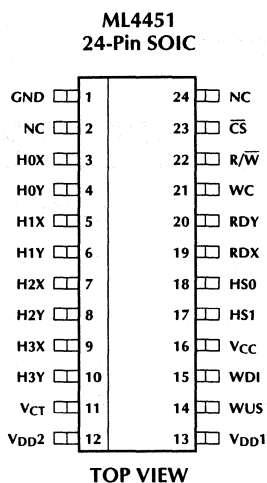 ML4451
24-Pin SOIC
GND 1 24 NC
NC 2 23 C̅S̅
H0X 3 22 R/W̅
H0Y 4 21 WC
H1X 5 20 RDY
H1Y 6 19 RDX
H2X 7 18 HS0
H2Y 8 17 HS1
H3X 9 16 VCC
H3Y 10 15 WDI
VCT 11 14 WUS
VDD2 12 13 VDD1
TOP VIEW